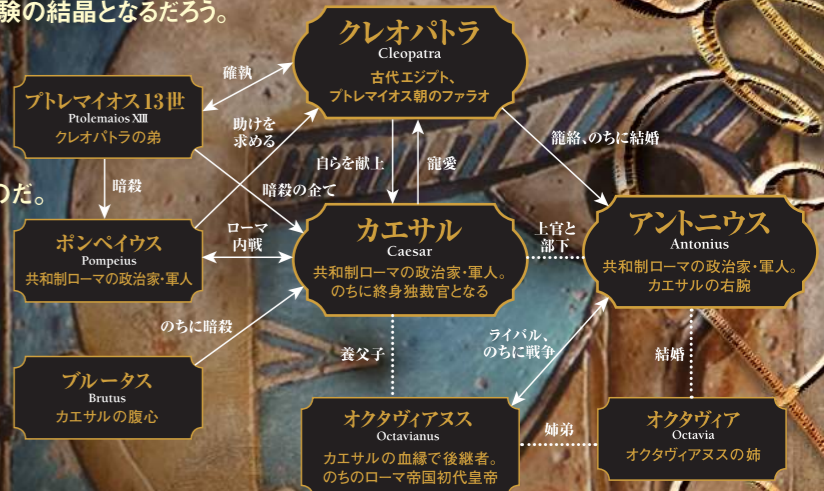 験の結晶となるだろう。
クレオパトラ
Cleopatra
古代エジプト、
プトレマイオス朝のファラオ
確執
プトレマイオス13世
Ptolemaios XIII
クレオパトラの弟
助けを
求める
自らを献上
寵愛
籠絡、のちに結婚
暗殺
暗殺の企て
のだ。
ポンペイウス
Pompeius
共和制ローマの政治家・軍人
ローマ
内戦
カエサル
Caesar
共和制ローマの政治家・軍人。
のちに終身独裁官となる
上官と
部下
アントニウス
Antonius
共和制ローマの政治家・軍人。
カエサルの右腕
のちに暗殺
養父子
ライバル、
のちに戦争
結婚
ブルータス
Brutus
カエサルの腹心
オクタヴィアヌス
Octavianus
カエサルの血縁で後継者。
のちのローマ帝国初代皇帝
姉弟
オクタヴィア
Octavia
オクタヴィアヌスの姉